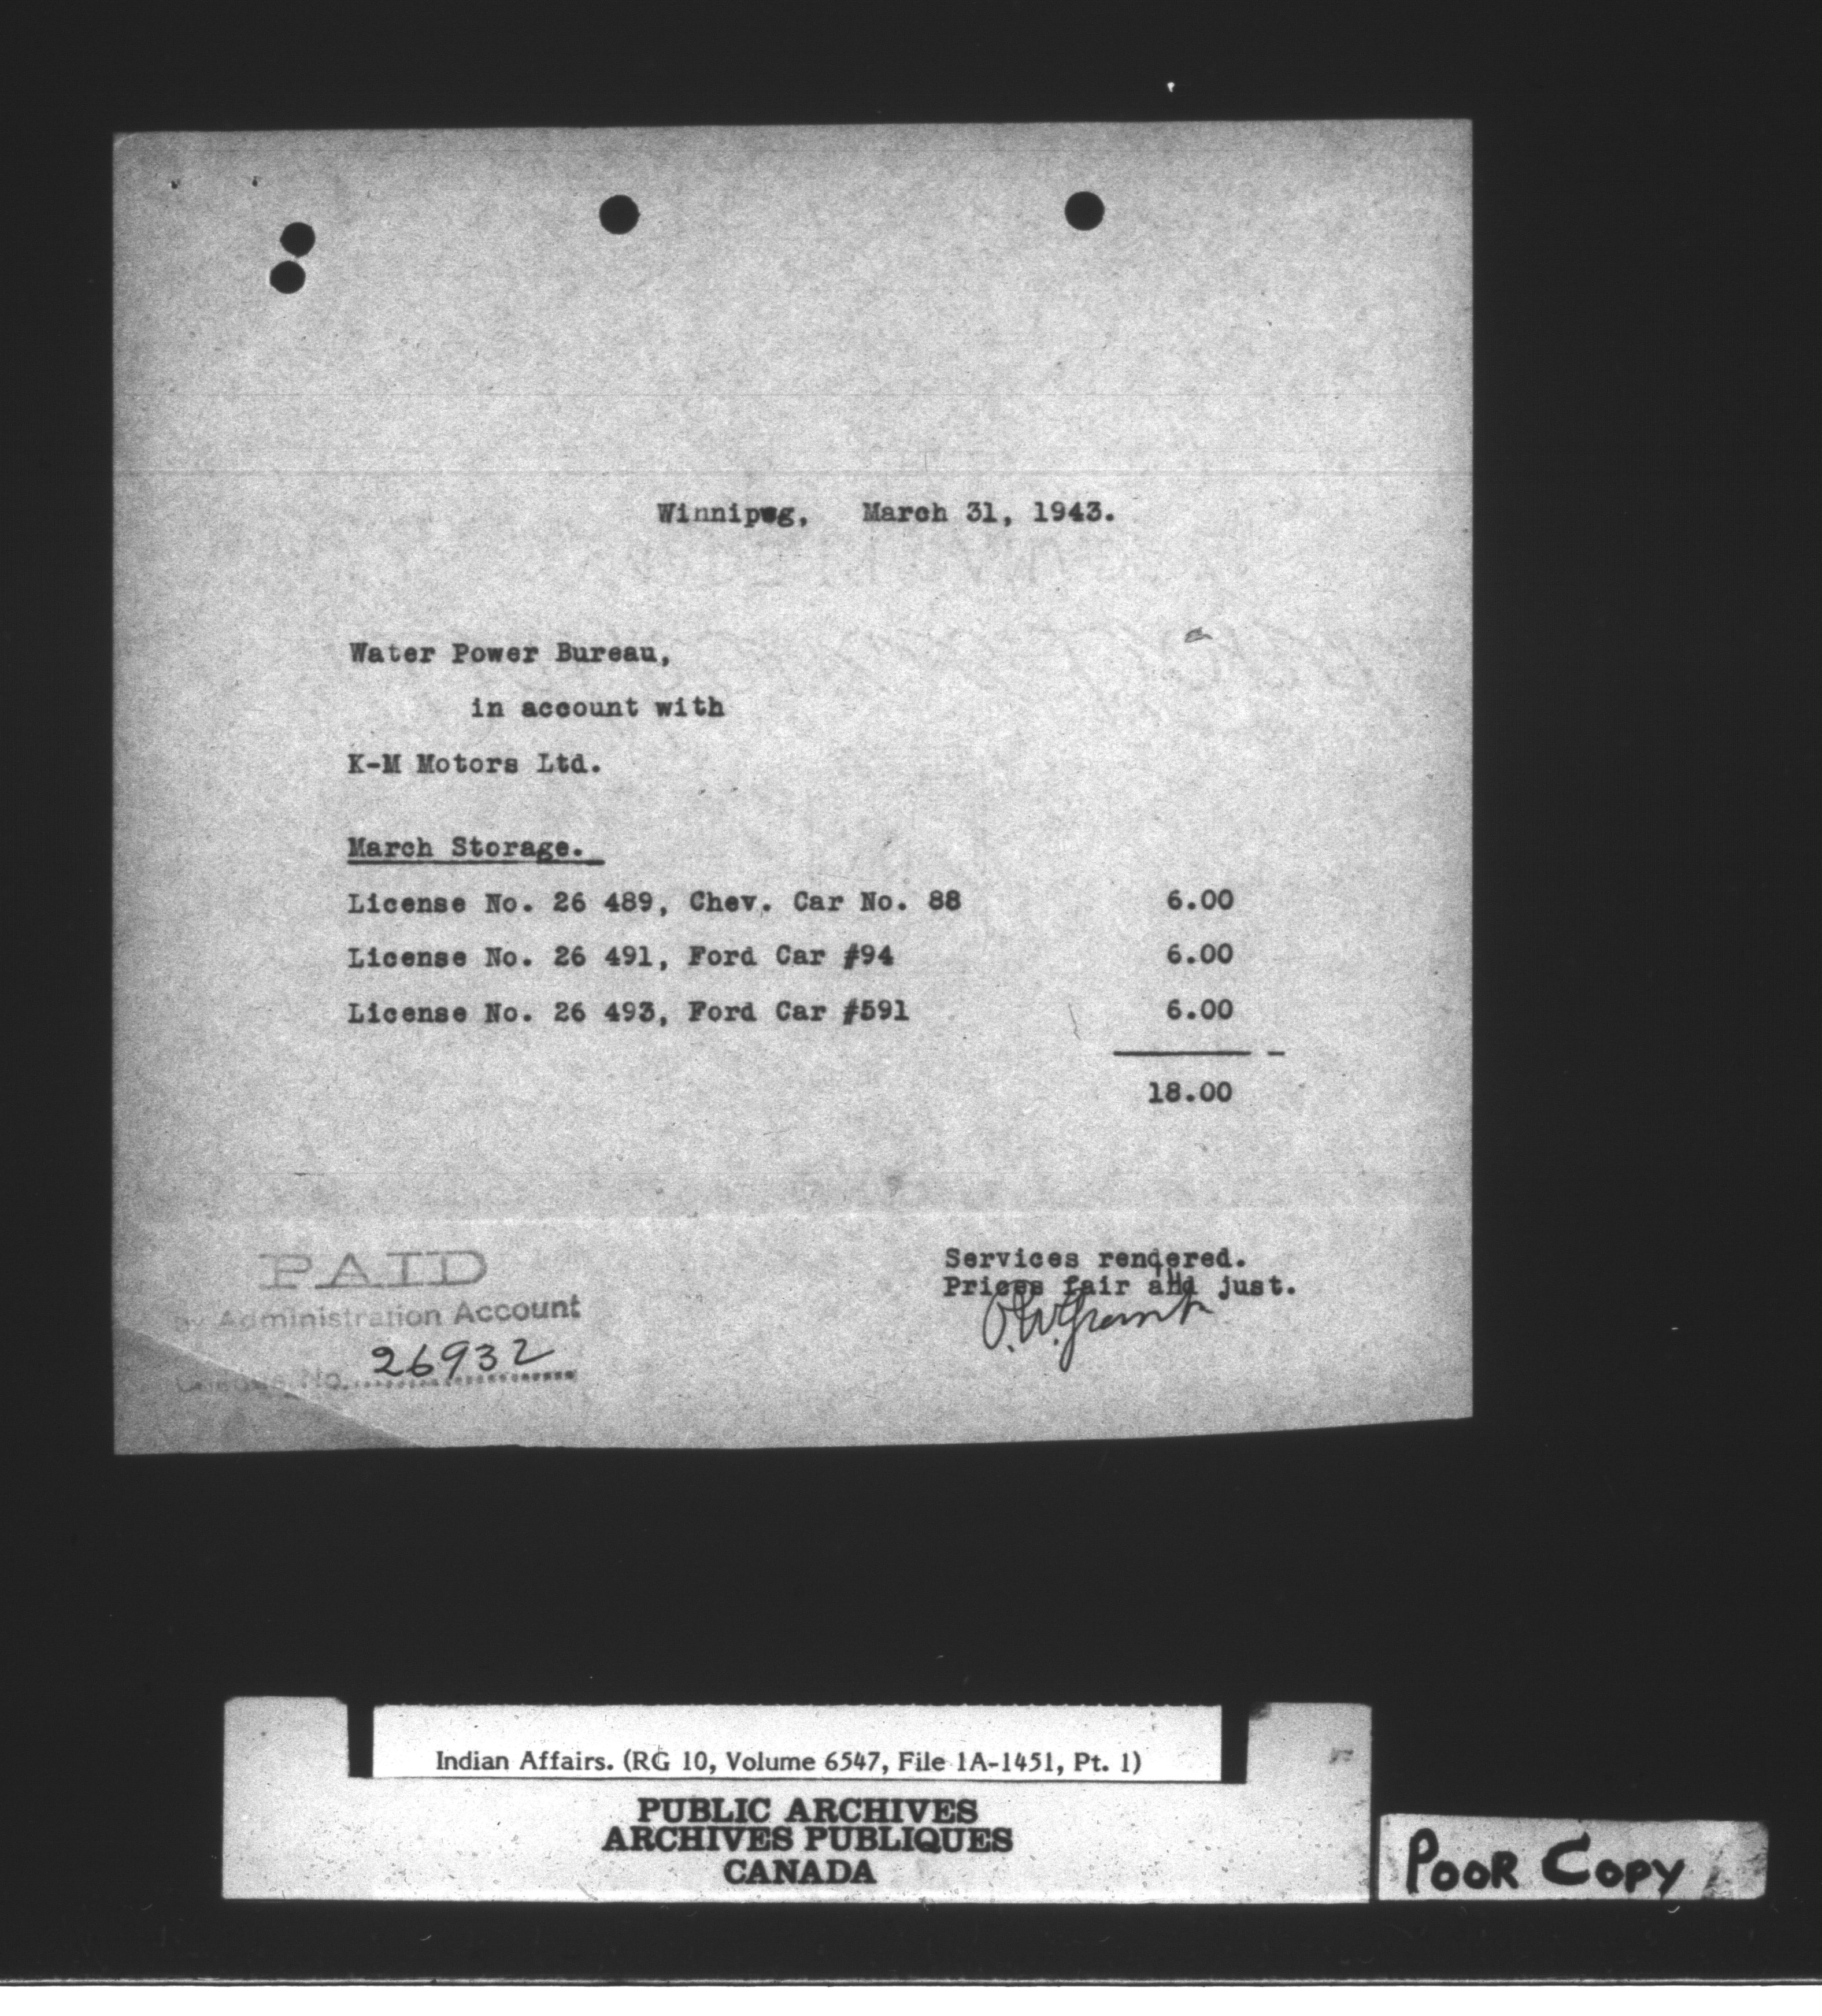 Winnipeg, March 31, 1943.
Water Power Bureau,
in account with
K-M Motors Ltd.
March Storage.
License No. 26 489, Chev. Car No. 88 6.00
License No. 26 491, Ford Car #94 6.00
License No. 26 493, Ford Car #591 6.00
18.00
PAID
By Administration Account
Cheque No. 26932
Services rendered.
Prices fair and just.
Indian Affairs. (RG 10, Volume 6547, File 1A-1451, Pt. 1)
PUBLIC ARCHIVES
ARCHIVES PUBLIQUES
CANADA
POOR COPY